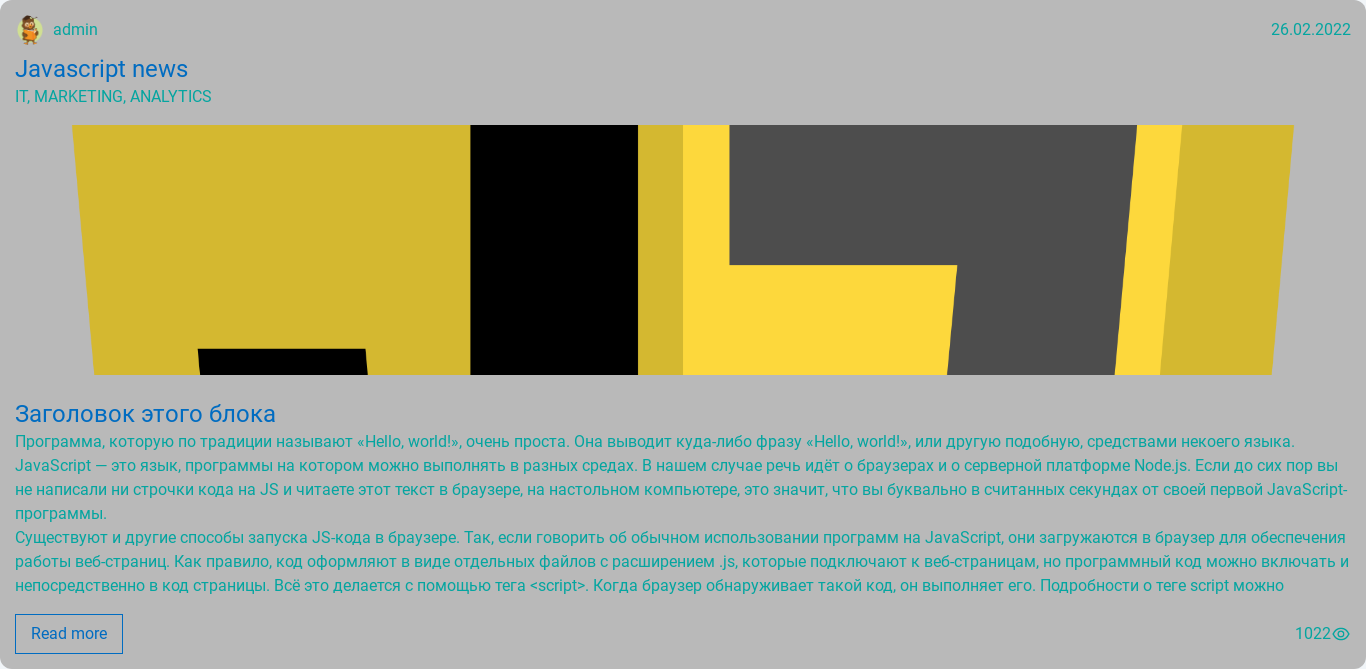 admin
26.02.2022
Javascript news
IT, MARKETING, ANALYTICS
Заголовок этого блока
Программа, которую по традиции называют «Hello, world!», очень проста. Она выводит куда-либо фразу «Hello, world!», или другую подобную, средствами некоего языка.
JavaScript — это язык, программы на котором можно выполнять в разных средах. В нашем случае речь идёт о браузерах и о серверной платформе Node.js. Если до сих пор вы
не написали ни строчки кода на JS и читаете этот текст в браузере, на настольном компьютере, это значит, что вы буквально в считанных секундах от своей первой JavaScript-
программы.
Существуют и другие способы запуска JS-кода в браузере. Так, если говорить об обычном использовании программ на JavaScript, они загружаются в браузер для обеспечения
работы веб-страниц. Как правило, код оформляют в виде отдельных файлов с расширением .js, которые подключают к веб-страницам, но программный код можно включать и
непосредственно в код страницы. Всё это делается с помощью тега <script>. Когда браузер обнаруживает такой код, он выполняет его. Подробности о теге script можно
Read more
1022